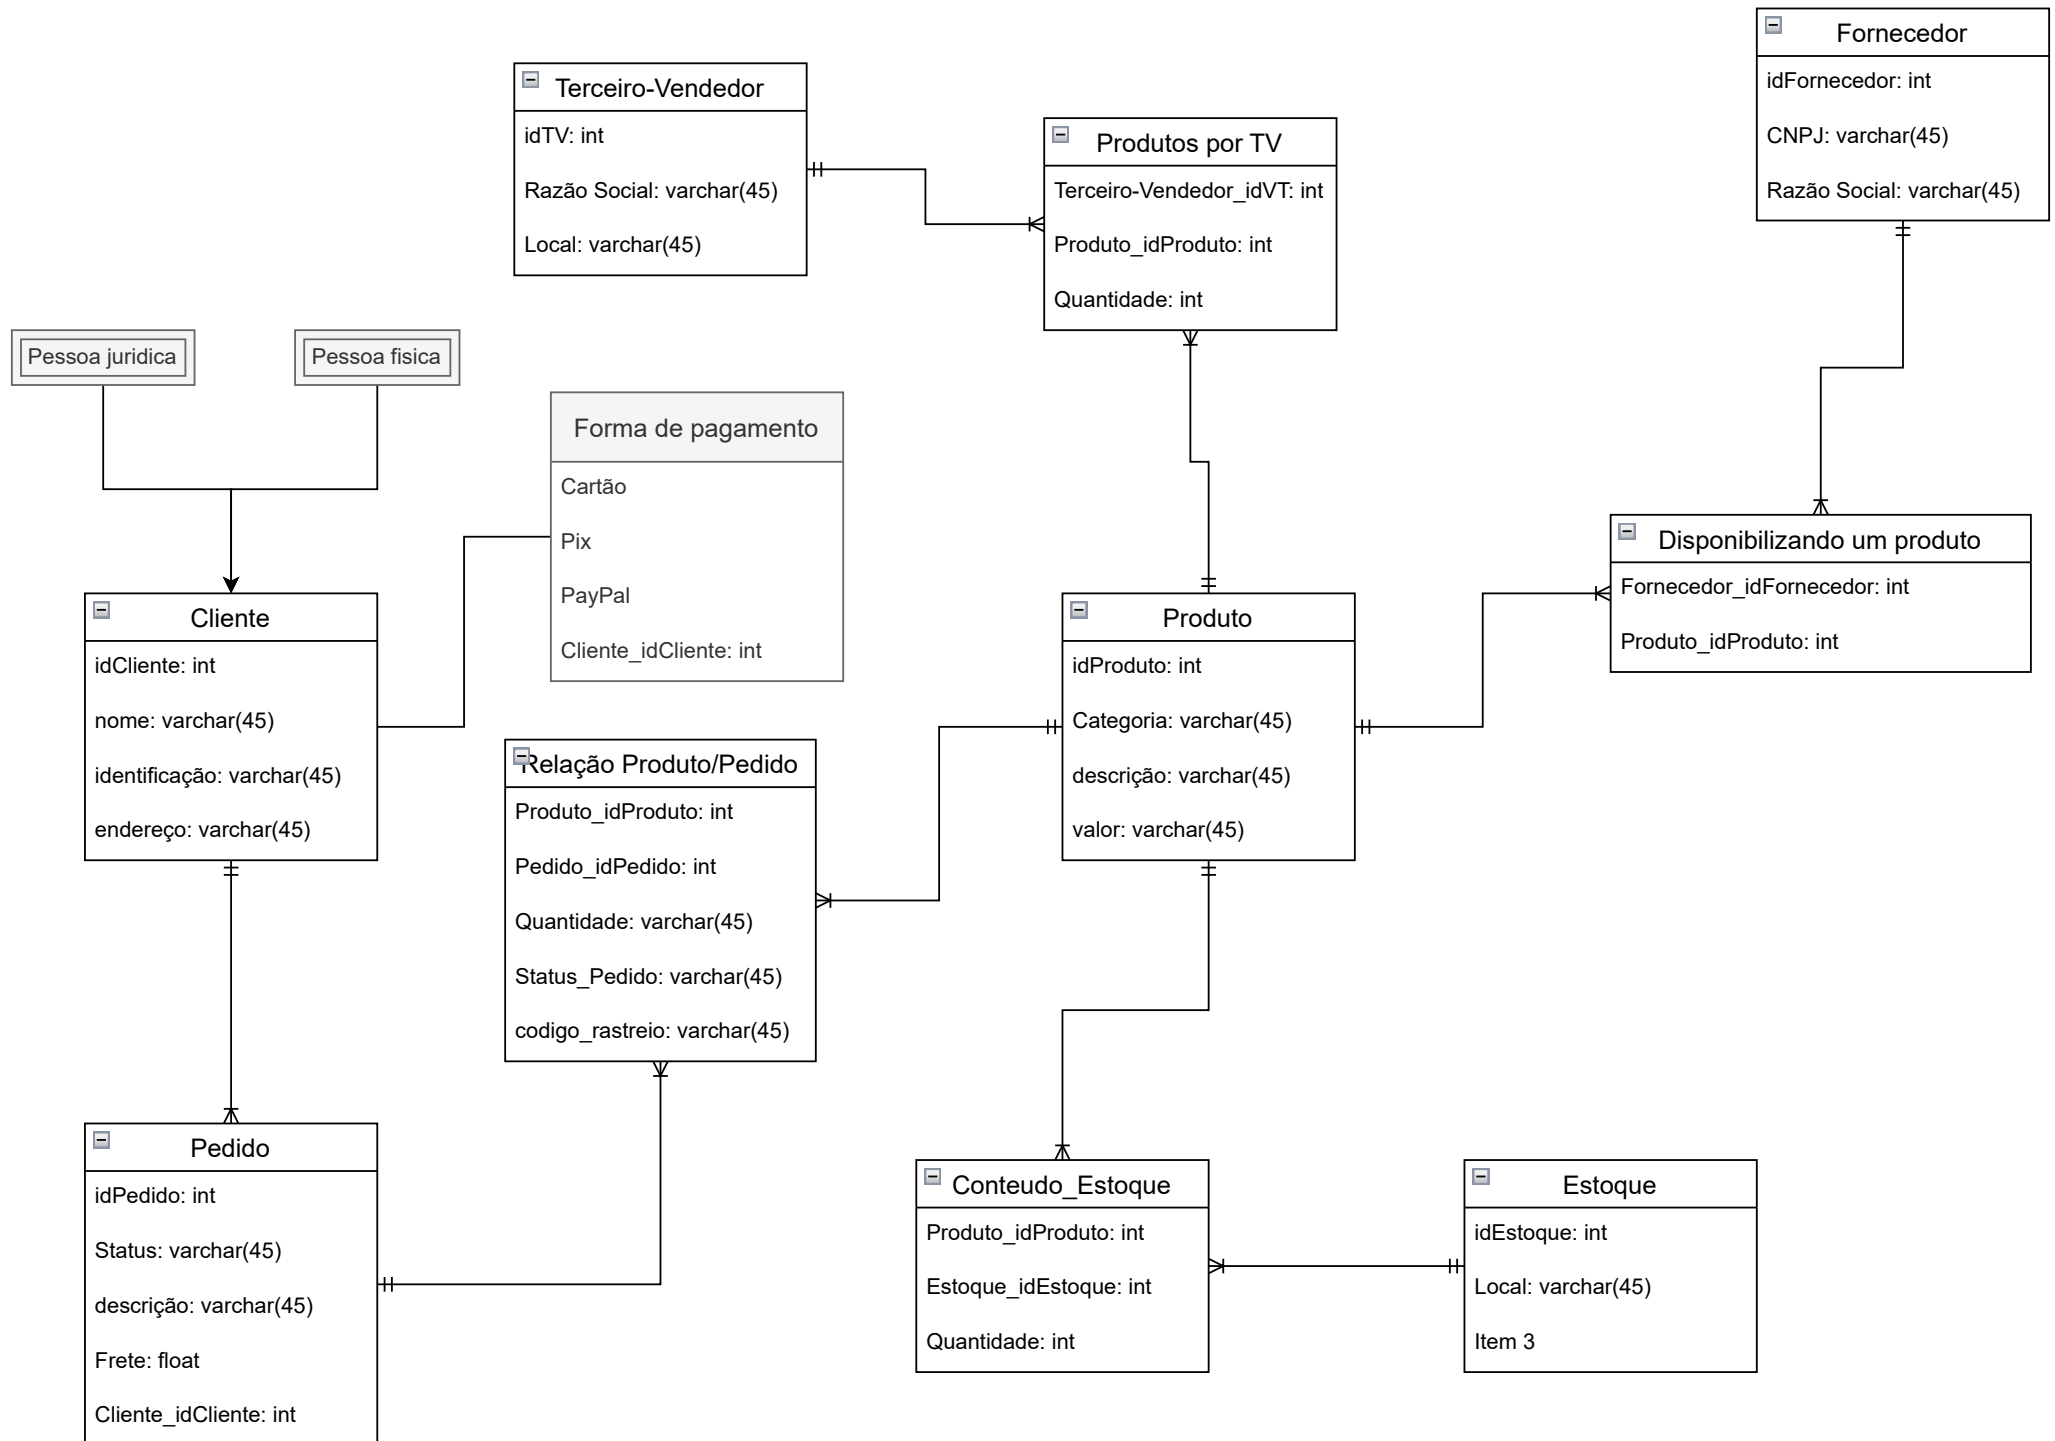 Fornecedor
idFornecedor: int
CNPJ: varchar(45)
Razão Social: varchar(45)
Terceiro-Vendedor
idTV: int
Razão Social: varchar(45)
Local: varchar(45)
Produtos por TV
Terceiro-Vendedor_idVT: int
Produto_idProduto: int
Quantidade: int
Pessoa juridica
Pessoa fisica
Forma de pagamento
Cartão
Pix
PayPal
Cliente_idCliente: int
Disponibilizando um produto
Fornecedor_idFornecedor: int
Produto_idProduto: int
Cliente
idCliente: int
nome: varchar(45)
identificação: varchar(45)
endereço: varchar(45)
Produto
idProduto: int
Categoria: varchar(45)
descrição: varchar(45)
valor: varchar(45)
Relação Produto/Pedido
Produto_idProduto: int
Pedido_idPedido: int
Quantidade: varchar(45)
Status_Pedido: varchar(45)
codigo_rastreio: varchar(45)
Pedido
idPedido: int
Status: varchar(45)
descrição: varchar(45)
Frete: float
Cliente_idCliente: int
Conteudo_Estoque
Produto_idProduto: int
Estoque_idEstoque: int
Quantidade: int
Estoque
idEstoque: int
Local: varchar(45)
Item 3